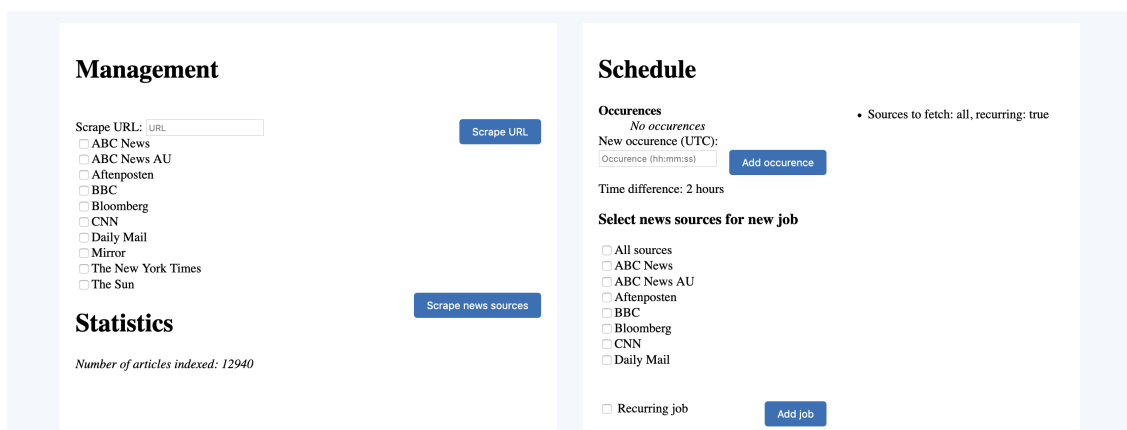 Management
Scrape URL: URL
Scrape URL
ABC News
ABC News AU
Aftenposten
BBC
Bloomberg
CNN
Daily Mail
Mirror
The New York Times
The Sun
Scrape news sources
Statistics
Number of articles indexed: 12940
Schedule
Occurences
No occurences
New occurence (UTC):
Occurence (hh:mm:ss)
Add occurence
Time difference: 2 hours
• Sources to fetch: all, recurring: true
Select news sources for new job
All sources
ABC News
ABC News AU
Aftenposten
BBC
Bloomberg
CNN
Daily Mail
Recurring job
Add job